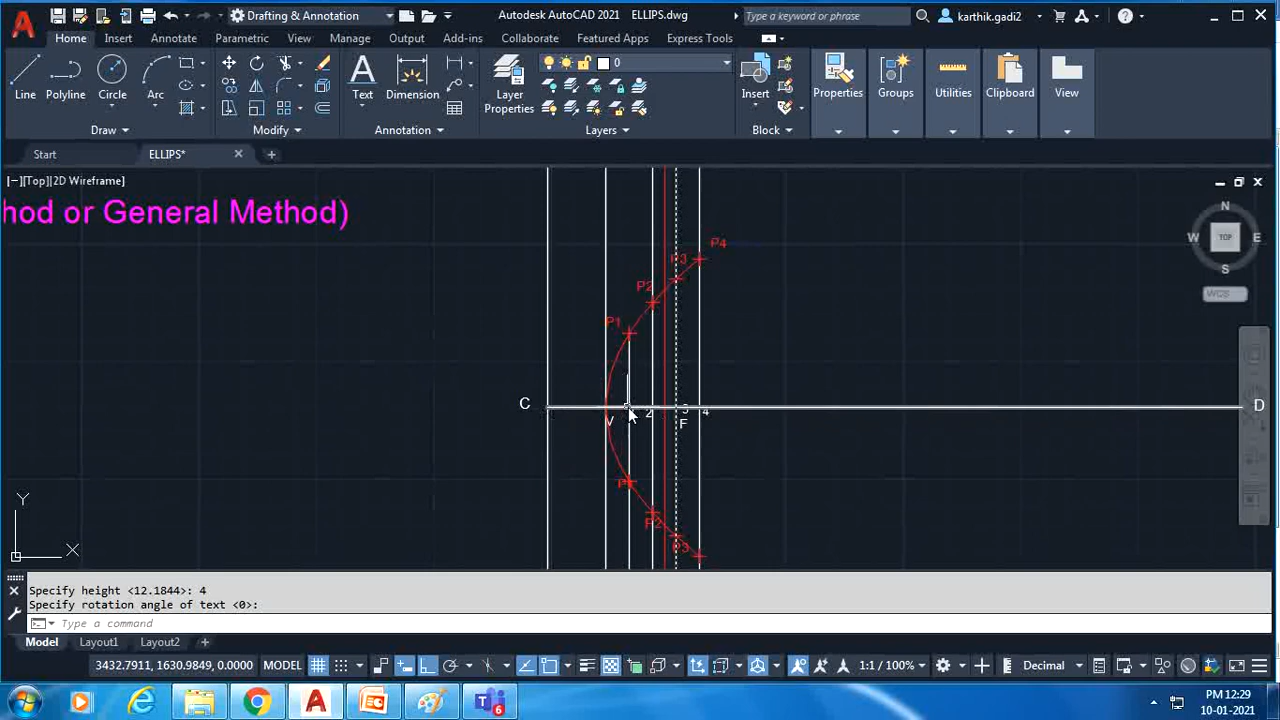 Drafting & Annotation
Autodesk AutoCAD 2021 ELLIPS.dwg
Type a keyword or phrase
karthik.gadi2
Home Insert Annotate Parametric View Manage Output Add-ins Collaborate Featured Apps Express Tools
0
Line Polyline Circle Arc Text Dimension Layer Properties Insert Properties Groups Utilities Clipboard View
Draw Modify Annotation Layers Block
Start ELLIPS*
[−][Top][2D Wireframe]
hod or General Method)
N
W TOP E
S
WCS
P4
P3
P2
P1
C 2 3 4 D
V F
P1
P2
P3
Y
X
Specify height <12.1844>: 4
Specify rotation angle of text <0>:
Type a command
Model Layout1 Layout2
3432.7911, 1630.9849, 0.0000 MODEL 1:1 / 100% Decimal
6
PM 12:29
10-01-2021